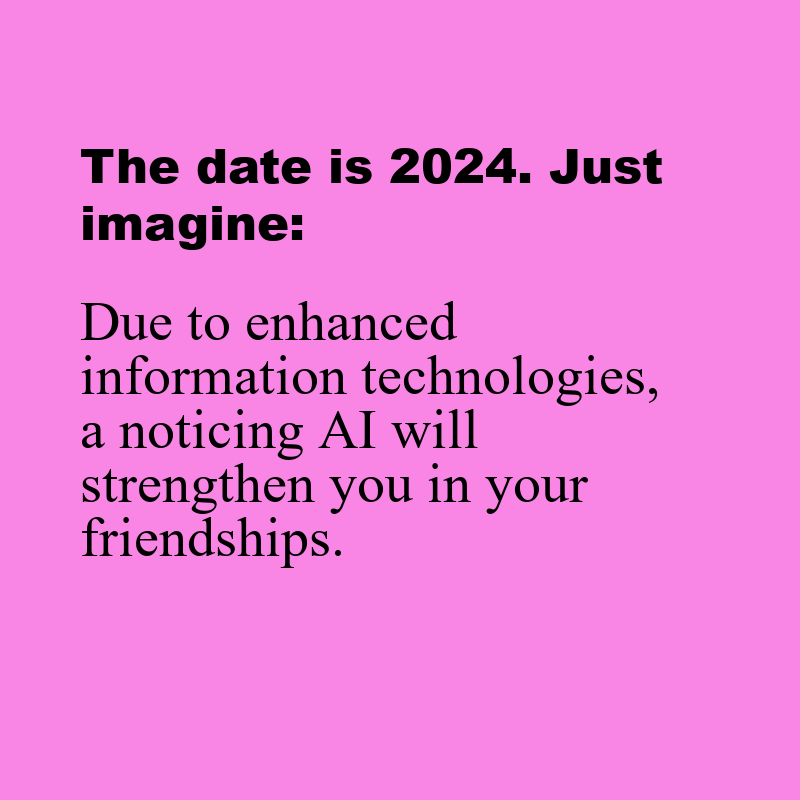 The date is 2024. Just
imagine:
Due to enhanced
information technologies,
a noticing AI will
strengthen you in your
friendships.